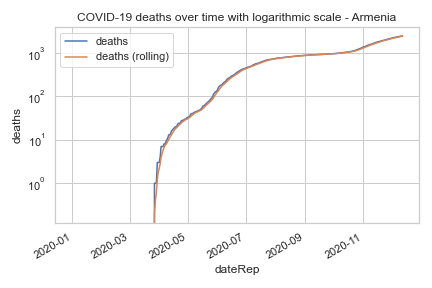 COVID-19 deaths over time with logarithmic scale - Armenia
deaths
deaths (rolling)
10³
10²
10¹
10⁰
deaths
2020-01
2020-03
2020-05
2020-07
2020-09
2020-11
dateRep